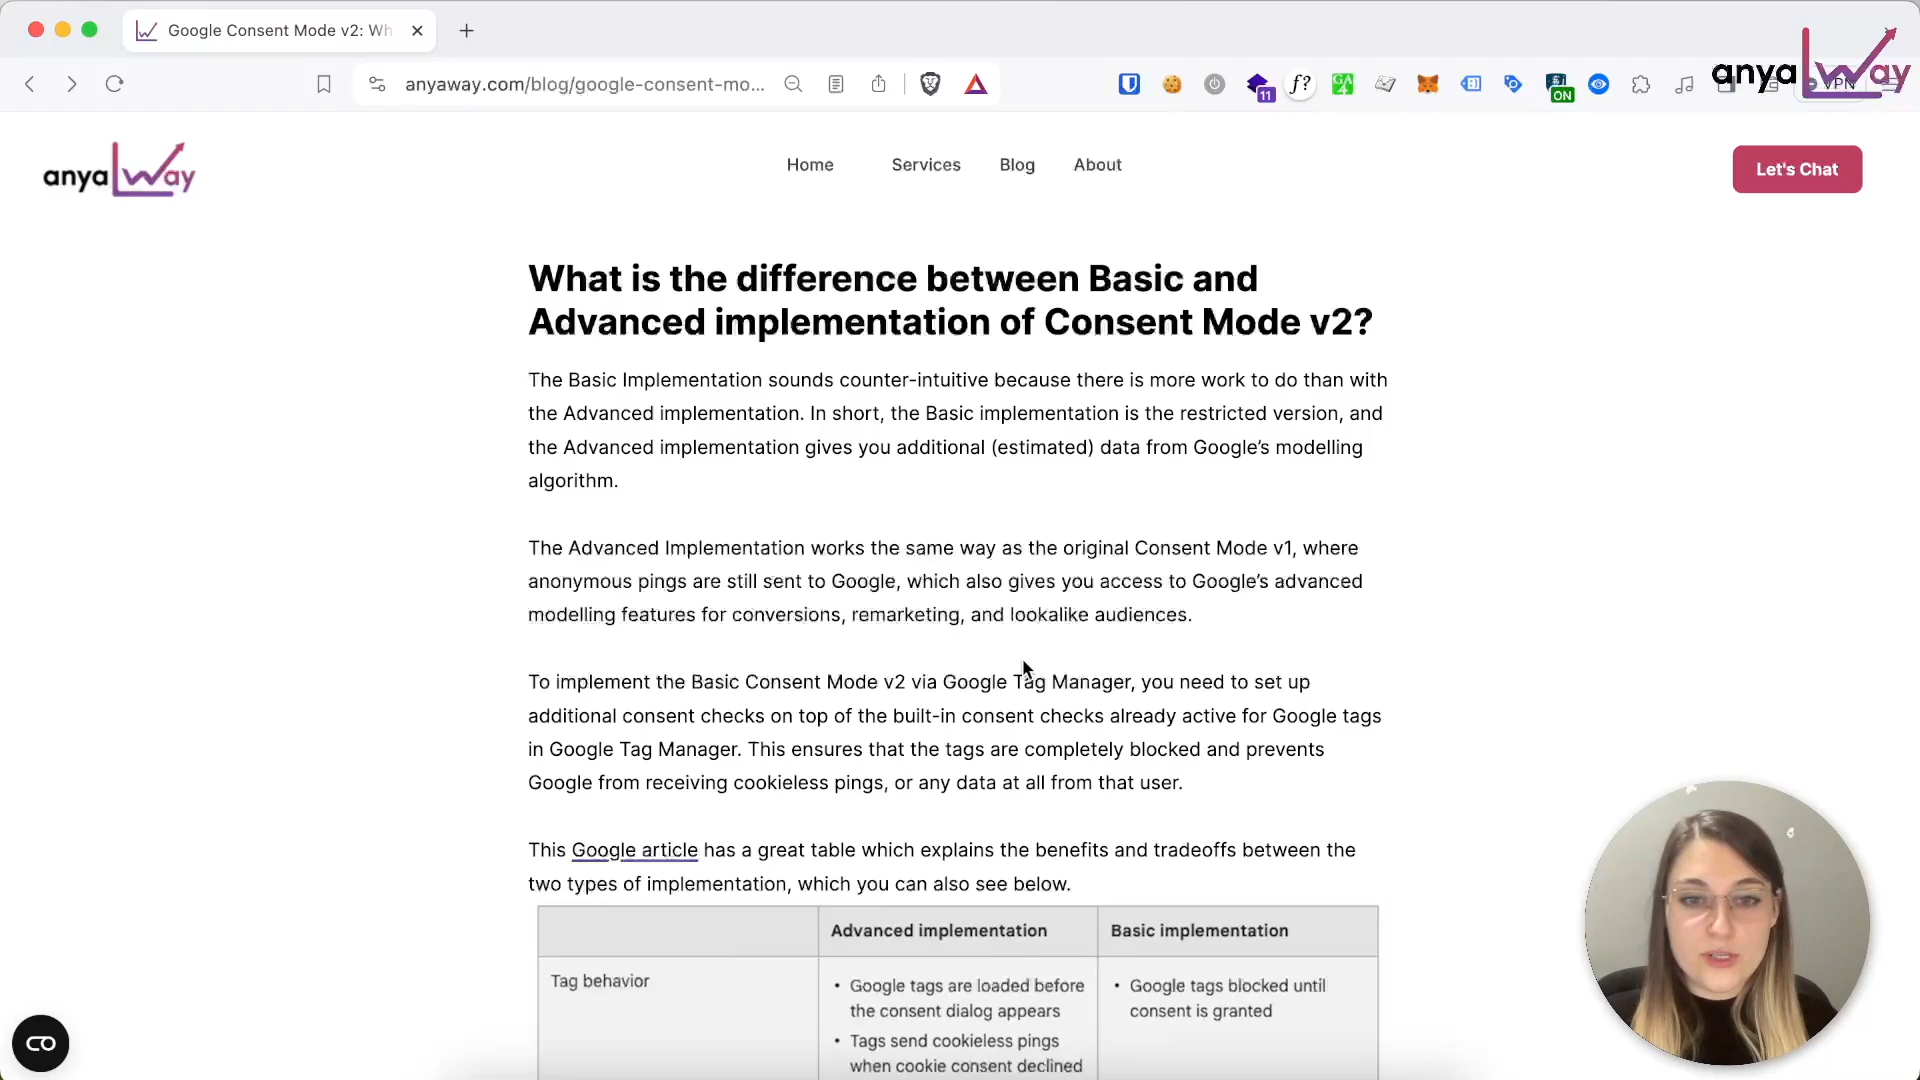 Google Consent Mode v2: Wh
anyaway.com/blog/google-consent-mo...
11
f?
GA4
ON
VPN
anyaWay
anyaWay
Home
Services
Blog
About
Let's Chat
What is the difference between Basic and
Advanced implementation of Consent Mode v2?
The Basic Implementation sounds counter-intuitive because there is more work to do than with
the Advanced implementation. In short, the Basic implementation is the restricted version, and
the Advanced implementation gives you additional (estimated) data from Google’s modelling
algorithm.
The Advanced Implementation works the same way as the original Consent Mode v1, where
anonymous pings are still sent to Google, which also gives you access to Google’s advanced
modelling features for conversions, remarketing, and lookalike audiences.
To implement the Basic Consent Mode v2 via Google Tag Manager, you need to set up
additional consent checks on top of the built-in consent checks already active for Google tags
in Google Tag Manager. This ensures that the tags are completely blocked and prevents
Google from receiving cookieless pings, or any data at all from that user.
This Google article has a great table which explains the benefits and tradeoffs between the
two types of implementation, which you can also see below.
Advanced implementation
Basic implementation
Tag behavior
• Google tags are loaded before
the consent dialog appears
• Tags send cookieless pings
when cookie consent declined
• Google tags blocked until
consent is granted